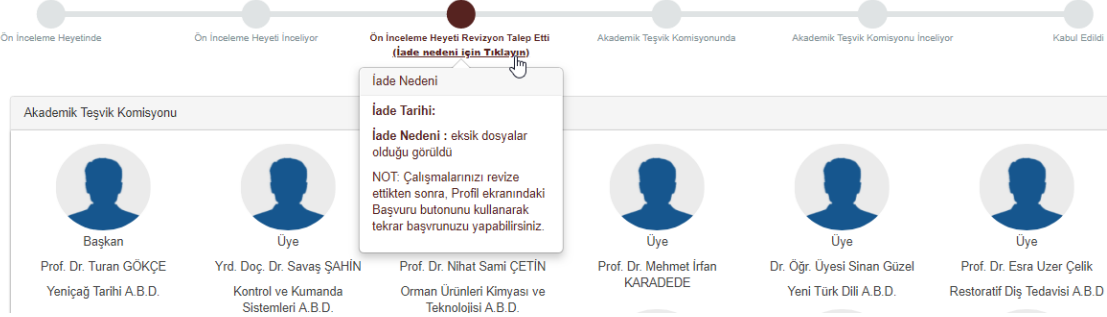 Ön İnceleme Heyetinde
Ön İnceleme Heyeti İnceliyor
Ön İnceleme Heyeti Revizyon Talep Etti
(İade nedeni için Tıklayın)
Akademik Teşvik Komisyonunda
Akademik Teşvik Komisyonu İnceliyor
Kabul Edildi
İade Nedeni
İade Tarihi:
İade Nedeni : eksik dosyalar
olduğu görüldü
NOT: Çalışmalarınızı revize
ettikten sonra, Profil ekranındaki
Başvuru butonunu kullanarak
tekrar başvrunuzu yapabilirsiniz.
Akademik Teşvik Komisyonu
Başkan
Prof. Dr. Turan GÖKÇE
Yeniçağ Tarihi A.B.D.
Üye
Yrd. Doç. Dr. Savaş ŞAHİN
Kontrol ve Kumanda
Sistemleri A.B.D.
Prof. Dr. Nihat Sami ÇETİN
Orman Ürünleri Kimyası ve
Teknolojisi A.B.D.
Üye
Prof. Dr. Mehmet İrfan
KARADEDE
Üye
Dr. Öğr. Üyesi Sinan Güzel
Yeni Türk Dili A.B.D.
Üye
Prof. Dr. Esra Uzer Çelik
Restoratif Diş Tedavisi A.B.D